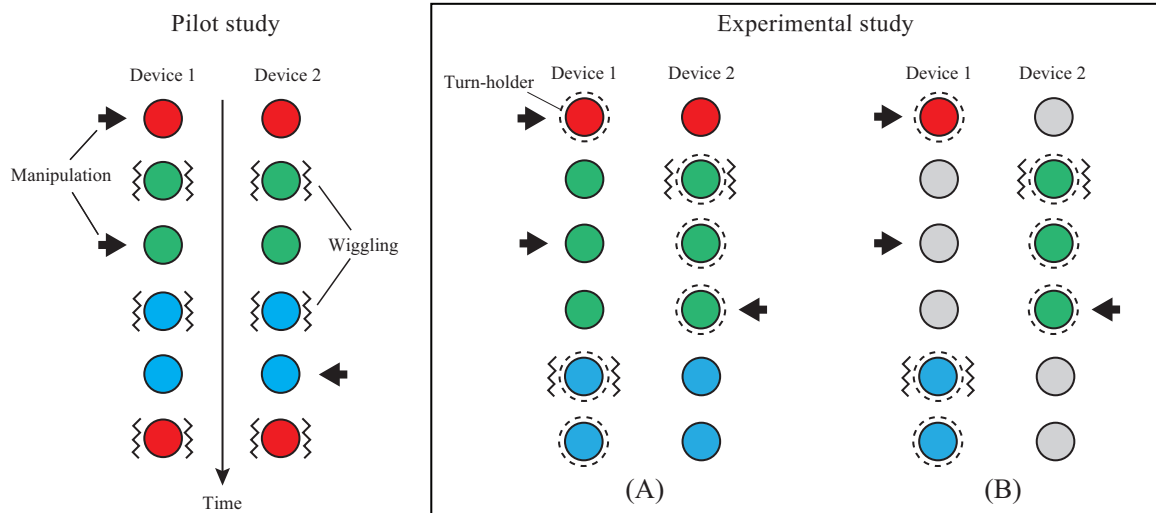 Pilot study
Device 1
Device 2
Manipulation
Wiggling
Time
Experimental study
Device 1
Device 2
Device 1
Device 2
Turn-holder
(A)
(B)